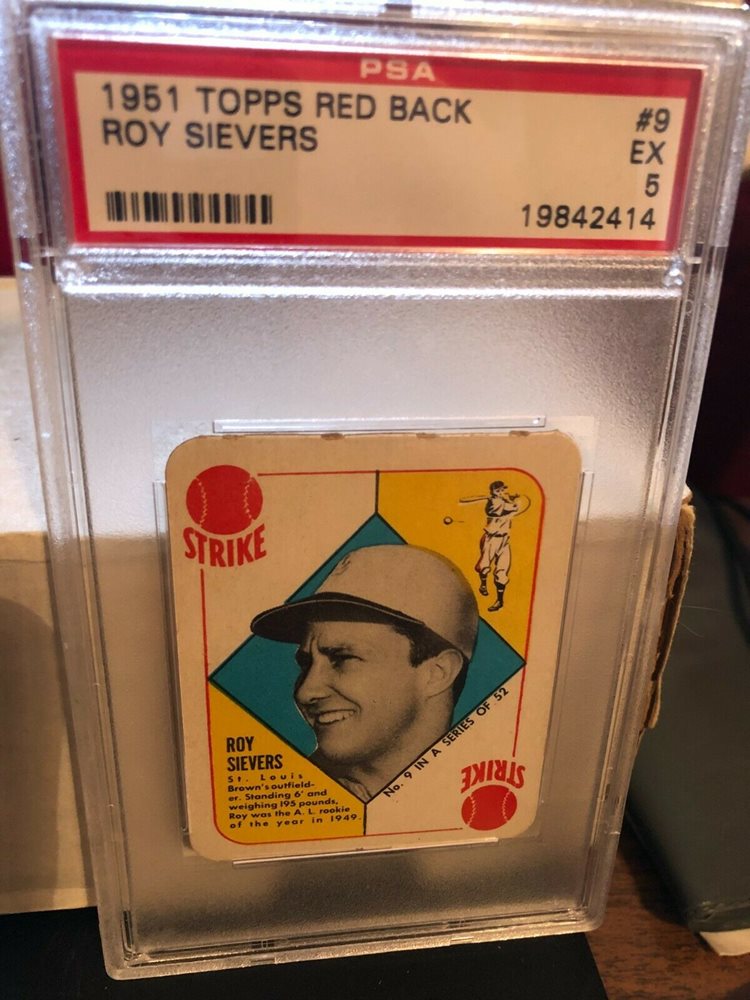 PSA
1951 TOPPS RED BACK
ROY SIEVERS
#9
EX
5
19842414
STRIKE
ROY
SIEVERS
St. Louis
Brown's outfield-
er. Standing 6' and
weighing 195 pounds,
Roy was the A. L. rookie
of the year in 1949.
No. 9 IN A SERIES OF 52
STRIKE